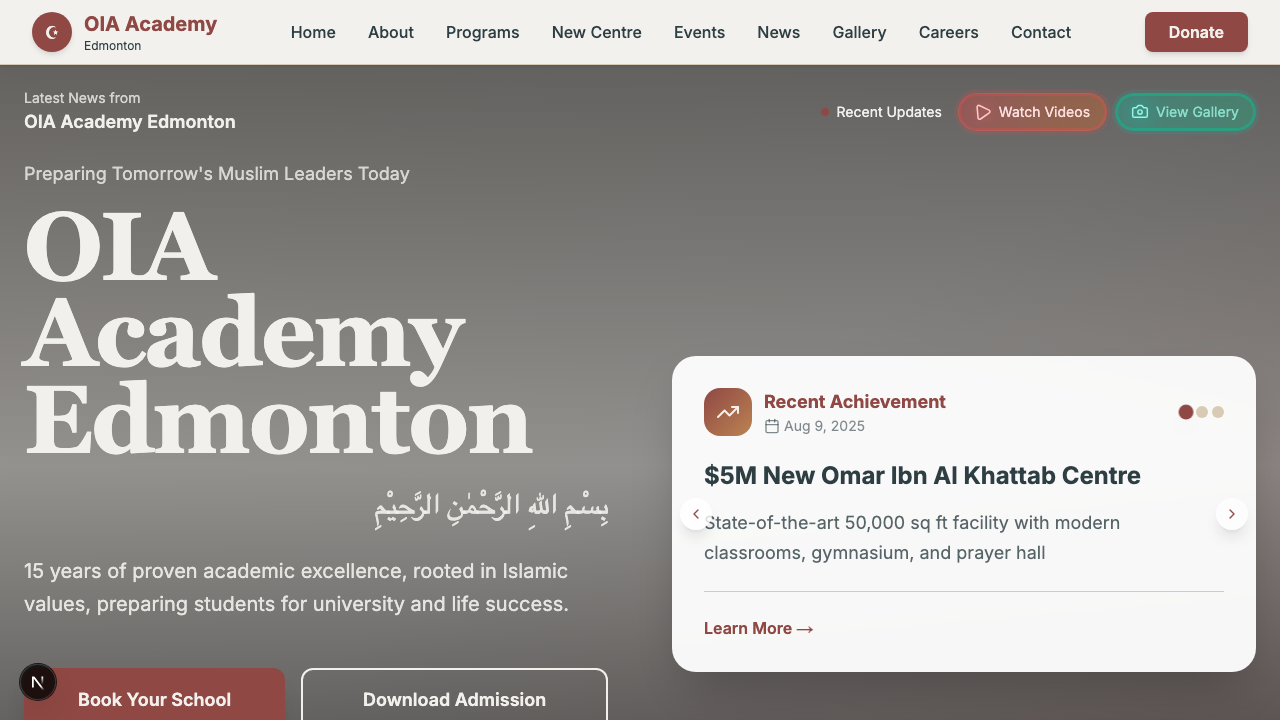 OIA Academy
Edmonton
Home
About
Programs
New Centre
Events
News
Gallery
Careers
Contact
Donate
Latest News from
OIA Academy Edmonton
Recent Updates
Watch Videos
View Gallery
Preparing Tomorrow's Muslim Leaders Today
OIA
Academy
Edmonton
بِسْمِ اللهِ الرَّحْمٰنِ الرَّحِيْمِ
15 years of proven academic excellence, rooted in Islamic
values, preparing students for university and life success.
Book Your School
Download Admission
Recent Achievement
Aug 9, 2025
$5M New Omar Ibn Al Khattab Centre
State-of-the-art 50,000 sq ft facility with modern
classrooms, gymnasium, and prayer hall
Learn More →
N